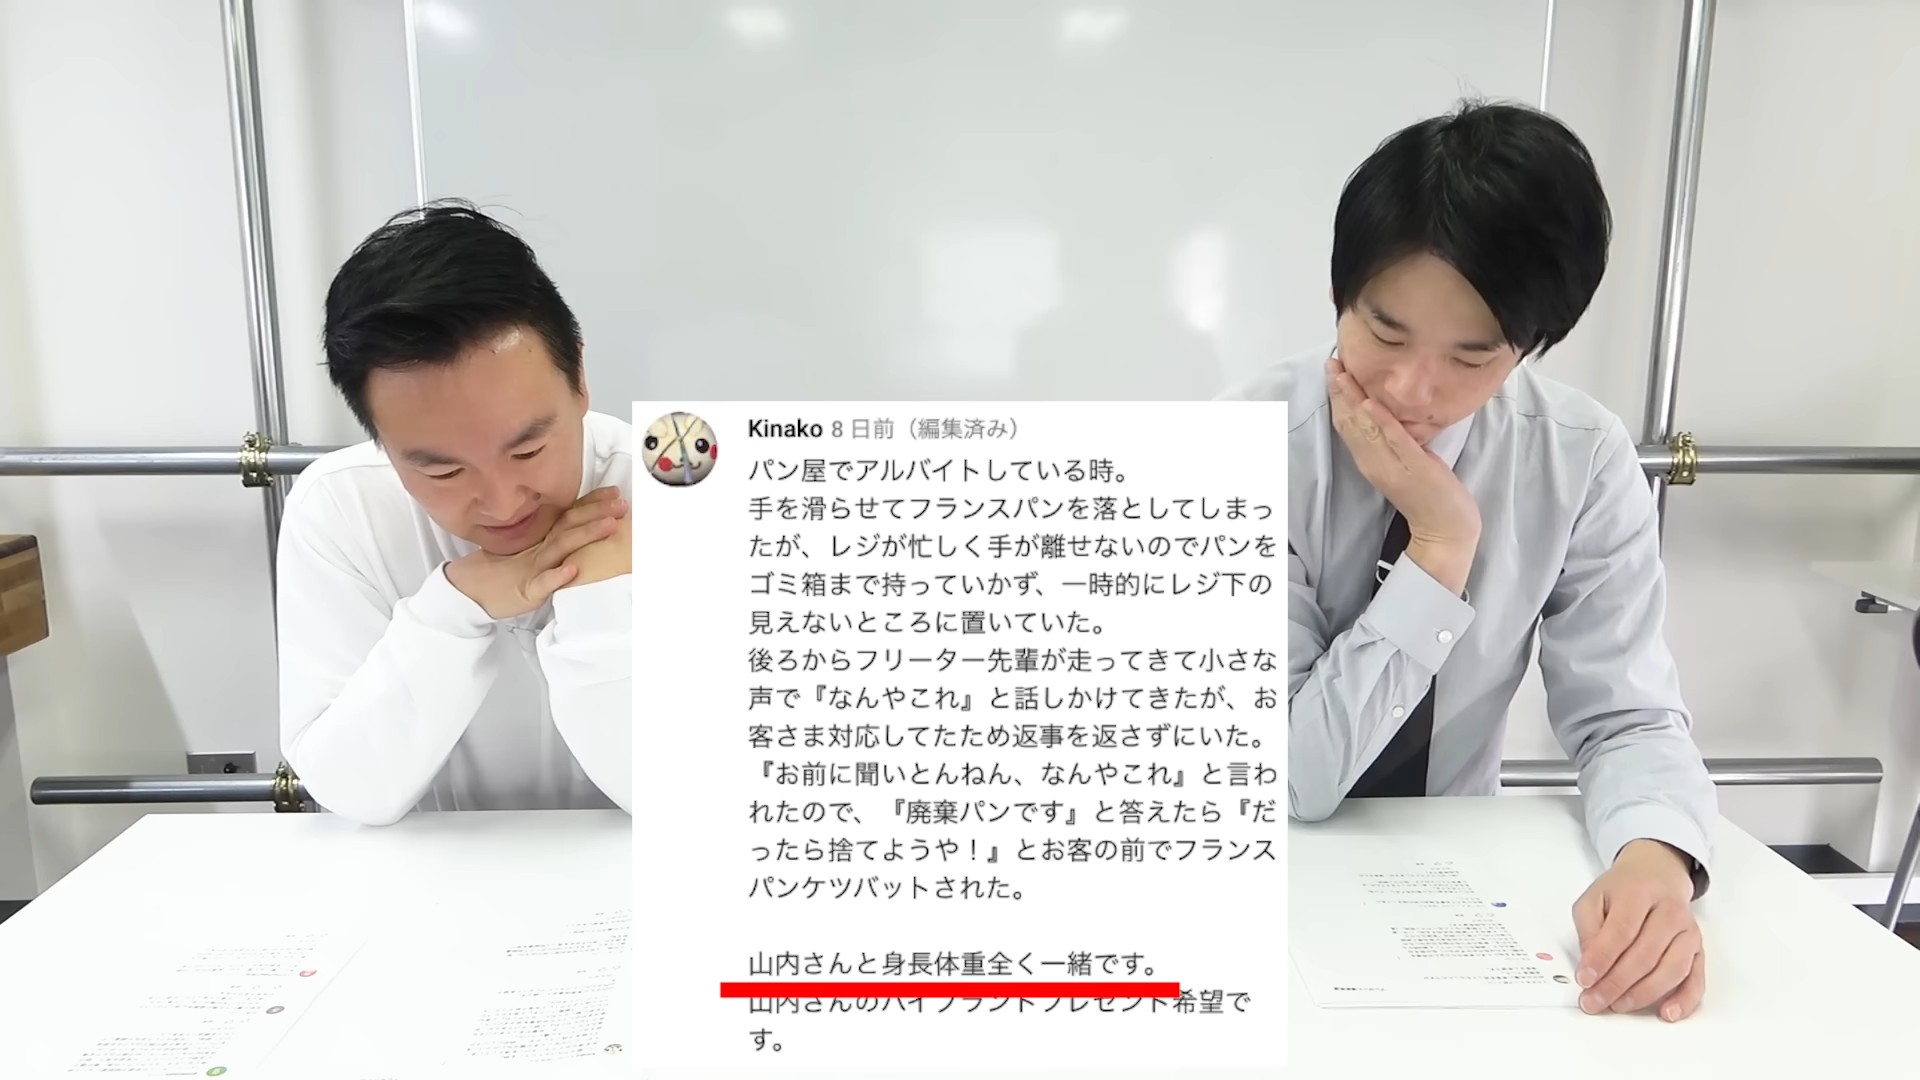 Kinako 8 日前（編集済み）
パン屋でアルバイトしている時。
手を滑らせてフランスパンを落としてしまっ
たが、レジが忙しく手が離せないのでパンを
ゴミ箱まで持っていかず、一時的にレジ下の
見えないところに置いていた。
後ろからフリーター先輩が走ってきて小さな
声で『なんやこれ』と話しかけてきたが、お
客さま対応してたため返事を返さずにいた。
『お前に聞いとんねん、なんやこれ』と言わ
れたので、『廃棄パンです』と答えたら『だ
ったら捨てようや！』とお客の前でフランス
パンケツバットされた。
山内さんと身長体重全く一緒です。
山内さんのハイブランドプレゼント希望で
す。